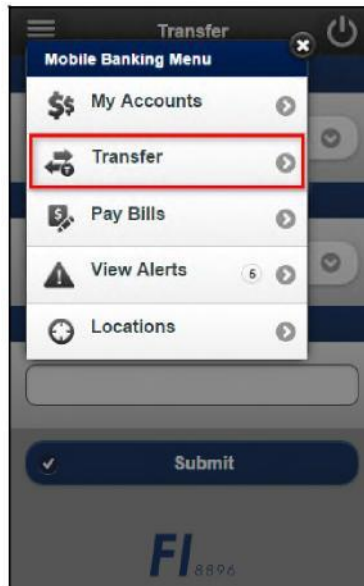 Transfer
Mobile Banking Menu
$$ My Accounts
Transfer
Pay Bills
View Alerts 6
Locations
Submit
FI 8896